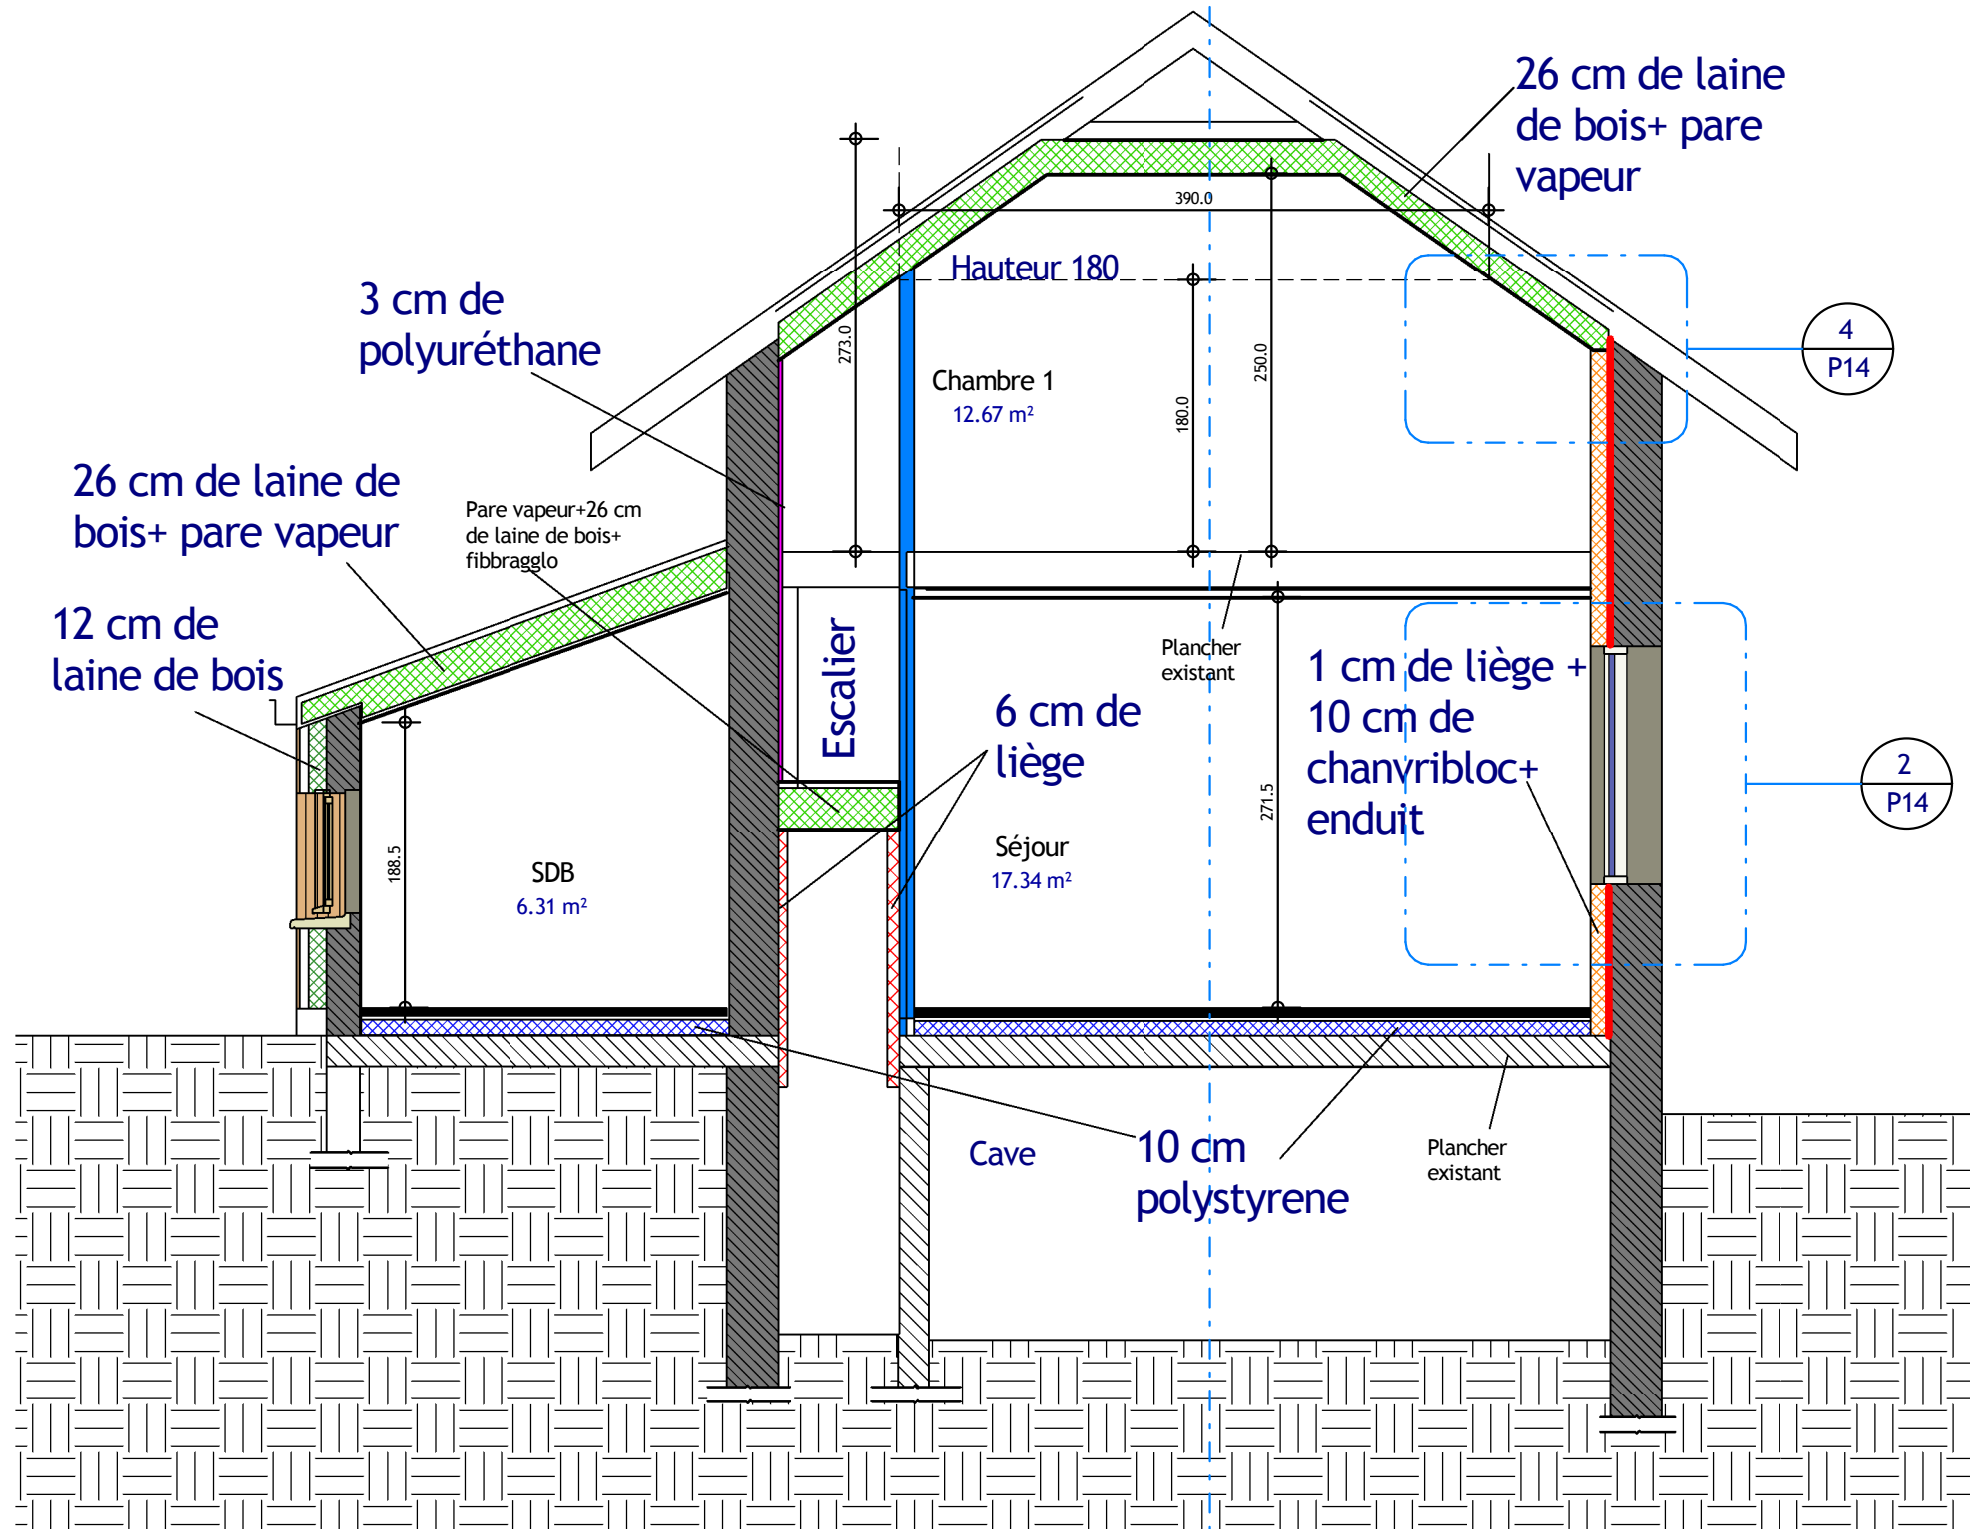 26 cm de laine
de bois+ pare
vapeur
390.0
Hauteur 180
3 cm de
polyuréthane
273.0
4
P14
Chambre 1
12.67 m²
180.0
250.0
26 cm de laine de
bois+ pare vapeur
Pare vapeur+26 cm
de laine de bois+
fibbragglo
12 cm de
laine de bois
Escalier
Plancher
existant
1 cm de liège +
10 cm de
chanvribloc+
enduit
6 cm de
liège
2
P14
271.5
188.5
SDB
6.31 m²
Séjour
17.34 m²
Cave
10 cm
polystyrene
Plancher
existant